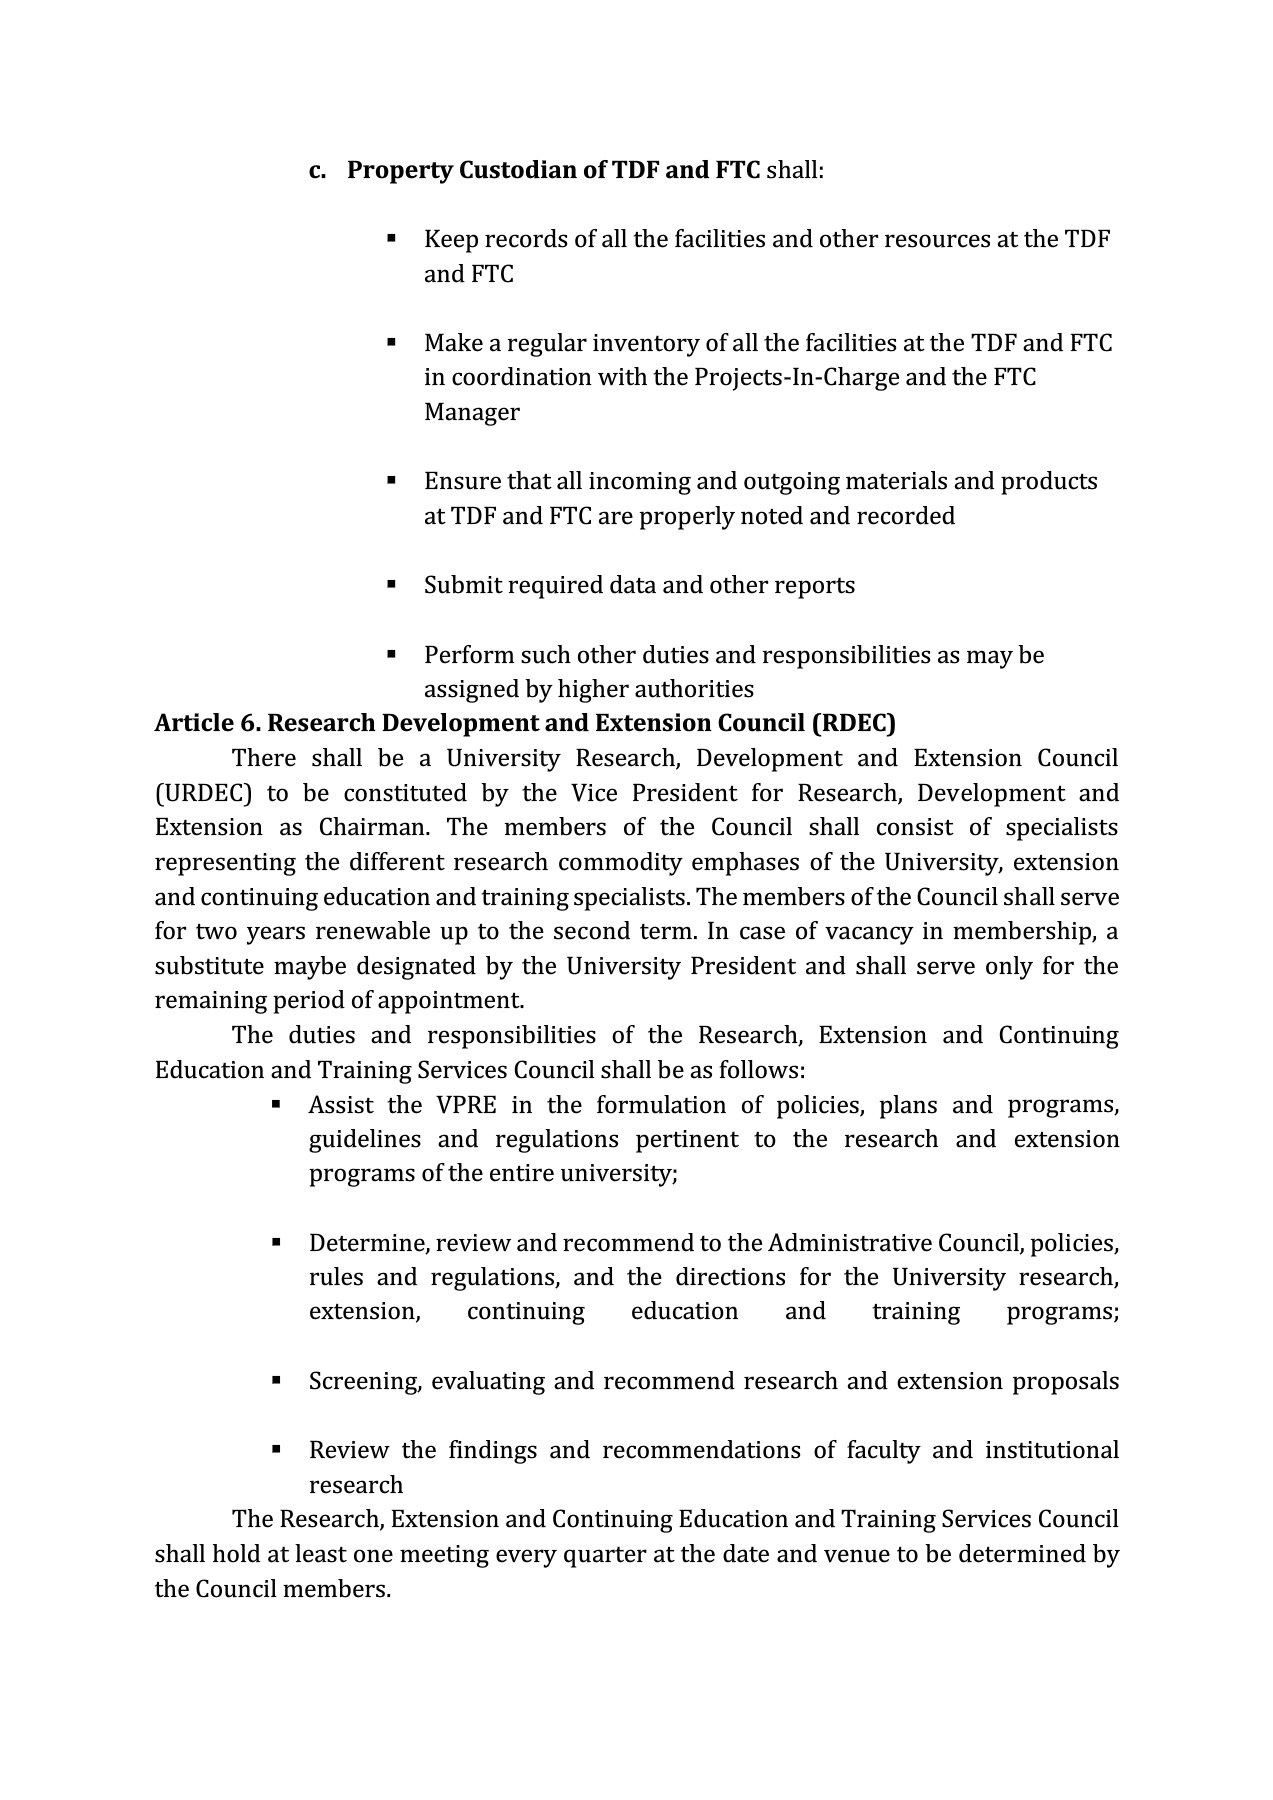 c. Property Custodian of TDF and FTC shall:
▪ Keep records of all the facilities and other resources at the TDF
and FTC
▪ Make a regular inventory of all the facilities at the TDF and FTC
in coordination with the Projects-In-Charge and the FTC
Manager
▪ Ensure that all incoming and outgoing materials and products
at TDF and FTC are properly noted and recorded
▪ Submit required data and other reports
▪ Perform such other duties and responsibilities as may be
assigned by higher authorities
Article 6. Research Development and Extension Council (RDEC)
There shall be a University Research, Development and Extension Council
(URDEC) to be constituted by the Vice President for Research, Development and
Extension as Chairman. The members of the Council shall consist of specialists
representing the different research commodity emphases of the University, extension
and continuing education and training specialists. The members of the Council shall serve
for two years renewable up to the second term. In case of vacancy in membership, a
substitute maybe designated by the University President and shall serve only for the
remaining period of appointment.
The duties and responsibilities of the Research, Extension and Continuing
Education and Training Services Council shall be as follows:
▪ Assist the VPRE in the formulation of policies, plans and programs,
guidelines and regulations pertinent to the research and extension
programs of the entire university;
▪ Determine, review and recommend to the Administrative Council, policies,
rules and regulations, and the directions for the University research,
extension, continuing education and training programs;
▪ Screening, evaluating and recommend research and extension proposals
▪ Review the findings and recommendations of faculty and institutional
research
The Research, Extension and Continuing Education and Training Services Council
shall hold at least one meeting every quarter at the date and venue to be determined by
the Council members.